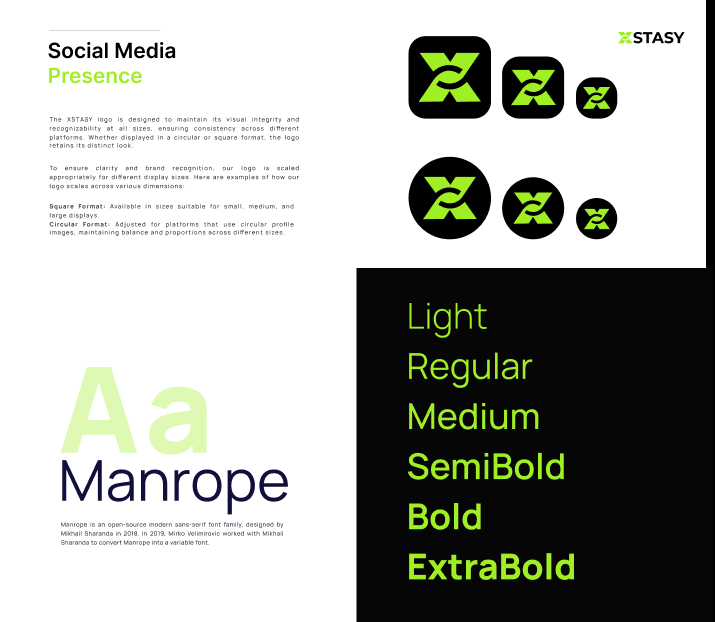 Social Media
Presence
XSTASY
The XSTASY logo is designed to maintain its visual integrity and
recognizability at all sizes, ensuring consistency across different
platforms. Whether displayed in a circular or square format, the logo
retains its distinct look.
To ensure clarity and brand recognition, our logo is scaled
appropriately for different display sizes. Here are examples of how our
logo scales across various dimensions:
Square Format: Available in sizes suitable for small, medium, and
large displays.
Circular Format: Adjusted for platforms that use circular profile
images, maintaining balance and proportions across different sizes.
Aa
Manrope
Manrope is an open-source modern sans-serif font family, designed by
Mikhail Sharanda in 2018. In 2019, Mirko Velimirovic worked with Mikhail
Sharanda to convert Manrope into a variable font.
Light
Regular
Medium
SemiBold
Bold
ExtraBold